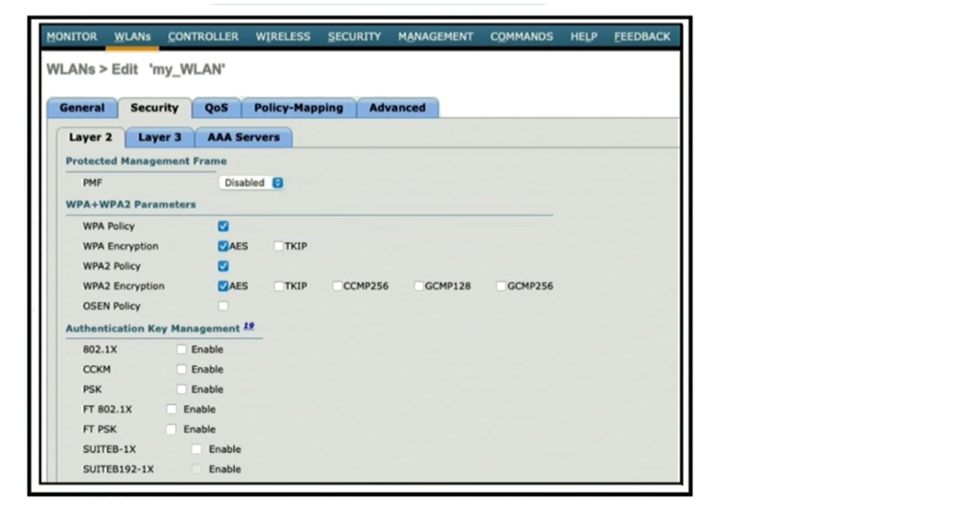 MONITOR WLANs CONTROLLER WIRELESS SECURITY MANAGEMENT COMMANDS HELP FEEDBACK
WLANs > Edit 'my_WLAN'
General Security QoS Policy-Mapping Advanced
Layer 2 Layer 3 AAA Servers
Protected Management Frame
PMF Disabled
WPA+WPA2 Parameters
WPA Policy
WPA Encryption AES TKIP
WPA2 Policy
WPA2 Encryption AES TKIP CCMP256 GCMP128 GCMP256
OSEN Policy
Authentication Key Management 19
802.1X Enable
CCKM Enable
PSK Enable
FT 802.1X Enable
FT PSK Enable
SUITEB-1X Enable
SUITEB192-1X Enable